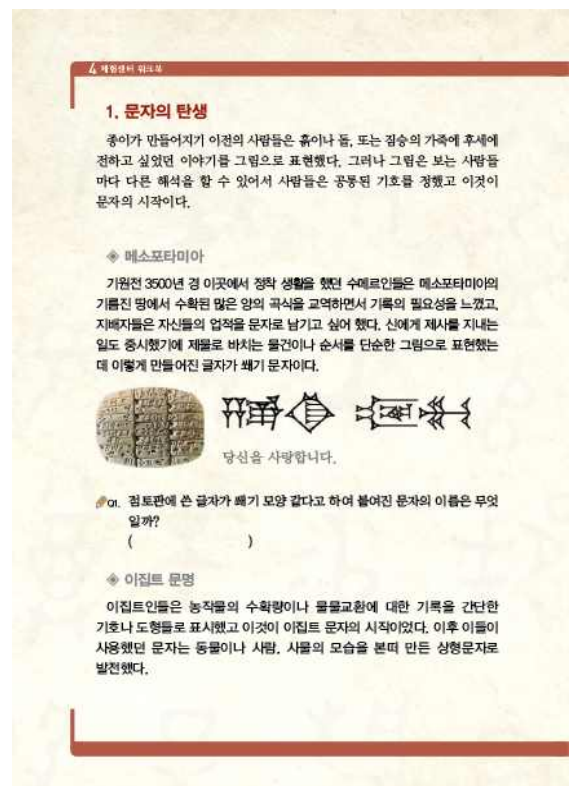 4 체험센터 워크북
1. 문자의 탄생
종이가 만들어지기 이전의 사람들은 흙이나 돌, 또는 짐승의 가죽에 후세에
전하고 싶었던 이야기를 그림으로 표현했다. 그러나 그림은 보는 사람들
마다 다른 해석을 할 수 있어서 사람들은 공통된 기호를 정했고 이것이
문자의 시작이다.
◈ 메소포타미아
기원전 3500년 경 이곳에서 정착 생활을 했던 수메르인들은 메소포타미아의
기름진 땅에서 수확된 많은 양의 곡식을 교역하면서 기록의 필요성을 느꼈고,
지배자들은 자신들의 업적을 문자로 남기고 싶어 했다. 신에게 제사를 지내는
일도 중시했기에 제물로 바치는 물건이나 순서를 단순한 그림으로 표현했는
데 이렇게 만들어진 글자가 쐐기 문자이다.
당신을 사랑합니다.
Q1. 점토판에 쓴 글자가 쐐기 모양 같다고 하여 붙여진 문자의 이름은 무엇
일까?
( )
◈ 이집트 문명
이집트인들은 농작물의 수확량이나 물물교환에 대한 기록을 간단한
기호나 도형들로 표시했고 이것이 이집트 문자의 시작이었다. 이후 이들이
사용했던 문자는 동물이나 사람, 사물의 모습을 본떠 만든 상형문자로
발전했다.